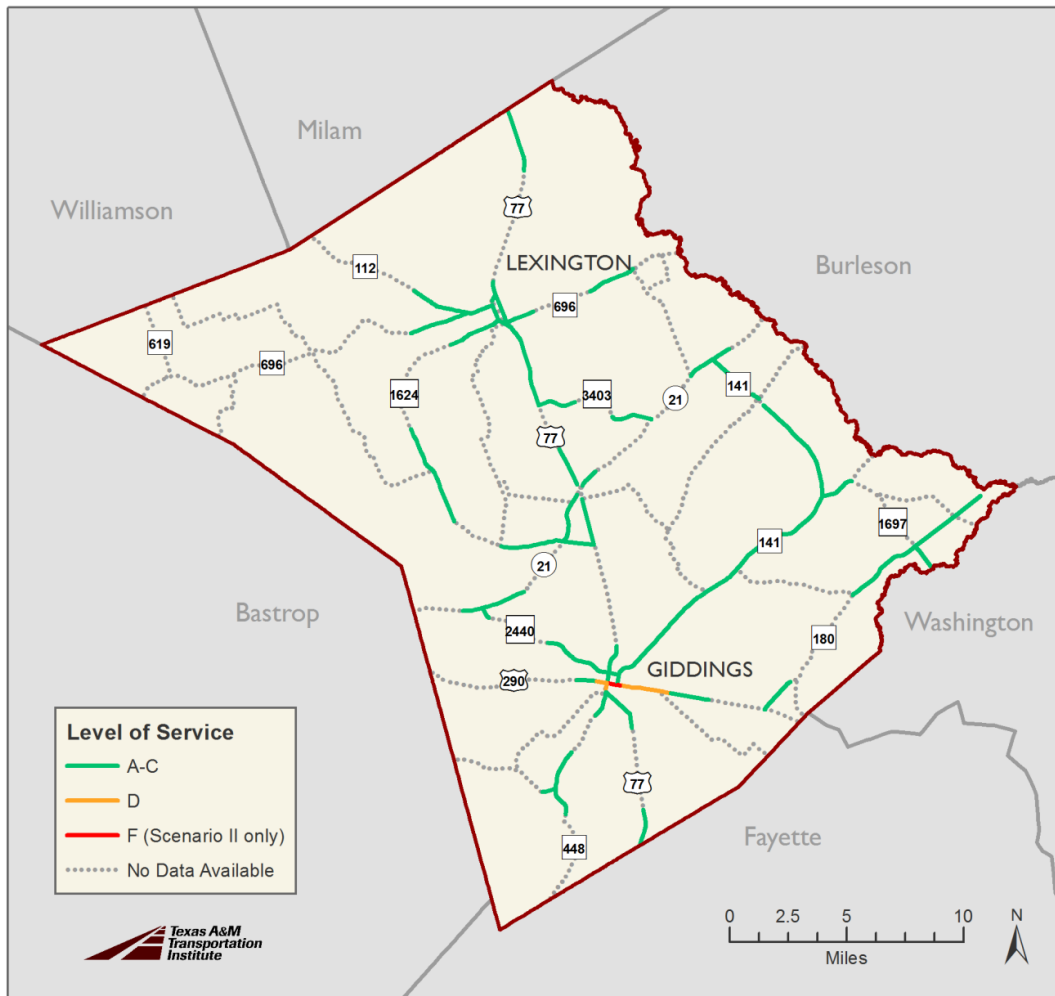 Milam
Williamson
77
LEXINGTON
Burleson
112
696
619
696
1624
3403
21
141
77
1697
141
21
Bastrop
Washington
2440
180
GIDDINGS
290
77
448
Fayette
Level of Service
A-C
D
F (Scenario II only)
No Data Available
Texas A&M
Transportation
Institute
0 2.5 5 10
Miles
N